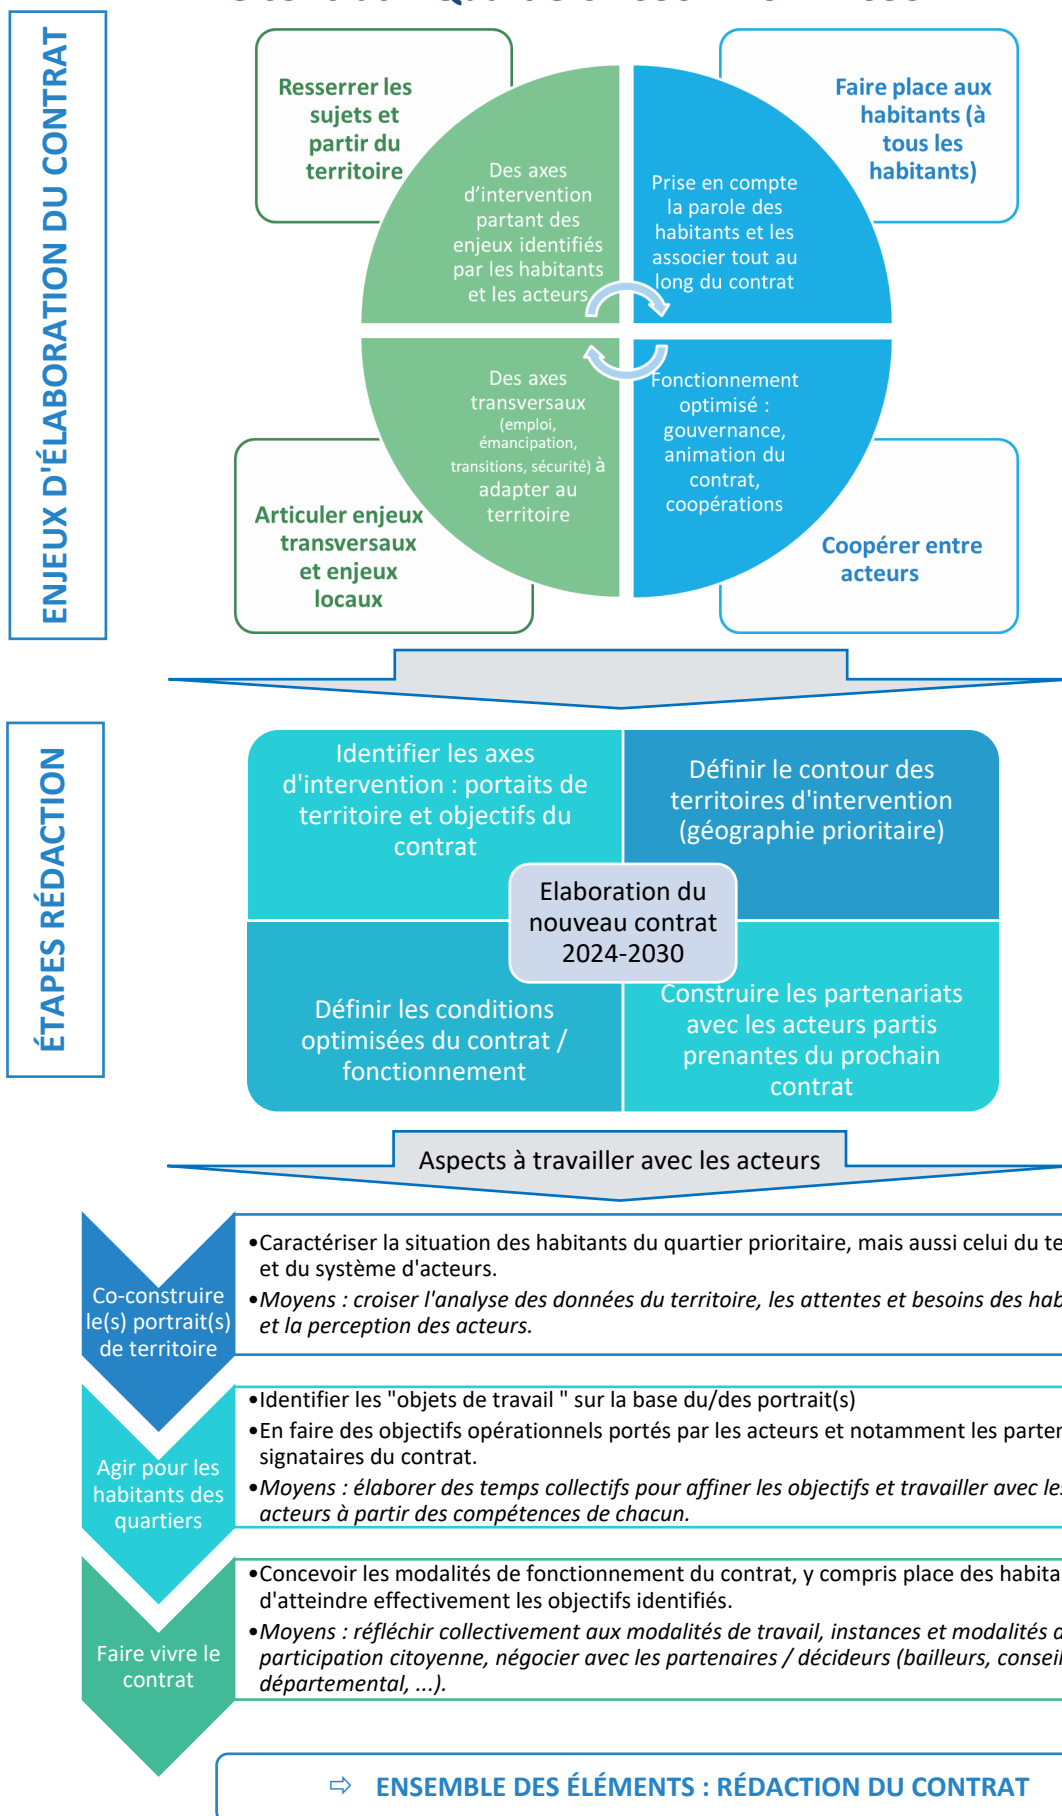 ENJEUX D'ÉLABORATION DU CONTRAT
Resserrer les
sujets et
partir du
territoire
Des axes
d’intervention
partant des
enjeux identifiés
par les habitants
et les acteurs
Faire place aux
habitants (à
tous les
habitants)
Prise en compte
la parole des
habitants et les
associer tout au
long du contrat
Des axes
transversaux
(emploi,
émancipation,
transitions, sécurité) à
adapter au
territoire
Articuler enjeux
transversaux
et enjeux
locaux
Fonctionnement
optimisé :
gouvernance,
animation du
contrat,
coopérations
Coopérer entre
acteurs
ÉTAPES RÉDACTION
Identifier les axes
d'intervention : portaits de
territoire et objectifs du
contrat
Définir le contour des
territoires d'intervention
(géographie prioritaire)
Elaboration du
nouveau contrat
2024-2030
Définir les conditions
optimisées du contrat /
fonctionnement
Construire les partenariats
avec les acteurs partis
prenantes du prochain
contrat
Aspects à travailler avec les acteurs
Co-construire
le(s) portrait(s)
de territoire
•Caractériser la situation des habitants du quartier prioritaire, mais aussi celui du
et du système d'acteurs.
•Moyens : croiser l'analyse des données du territoire, les attentes et besoins des
et la perception des acteurs.
Agir pour les
habitants des
quartiers
•Identifier les "objets de travail " sur la base du/des portrait(s)
•En faire des objectifs opérationnels portés par les acteurs et notamment les
signataires du contrat.
•Moyens : élaborer des temps collectifs pour affiner les objectifs et travailler avec les
acteurs à partir des compétences de chacun.
Faire vivre le
contrat
•Concevoir les modalités de fonctionnement du contrat, y compris place des
d'atteindre effectivement les objectifs identifiés.
•Moyens : réfléchir collectivement aux modalités de travail, instances et modalités
participation citoyenne, négocier avec les partenaires / décideurs (bailleurs, conseil
départemental, ...).
⇨ ENSEMBLE DES ÉLÉMENTS : RÉDACTION DU CONTRAT